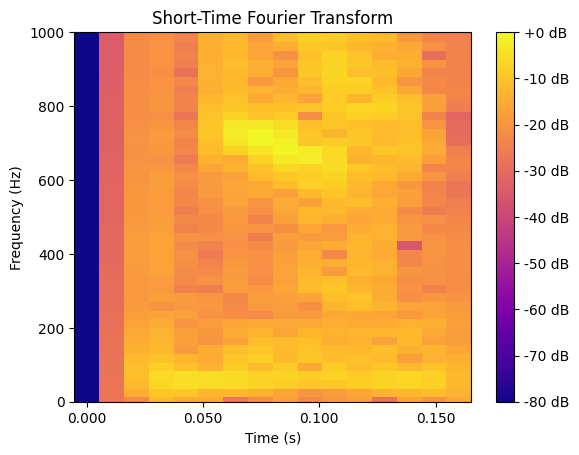 Short-Time Fourier Transform
1000
800
600
400
200
0
Frequency (Hz)
0.000
0.050
0.100
0.150
Time (s)
+0 dB
-10 dB
-20 dB
-30 dB
-40 dB
-50 dB
-60 dB
-70 dB
-80 dB